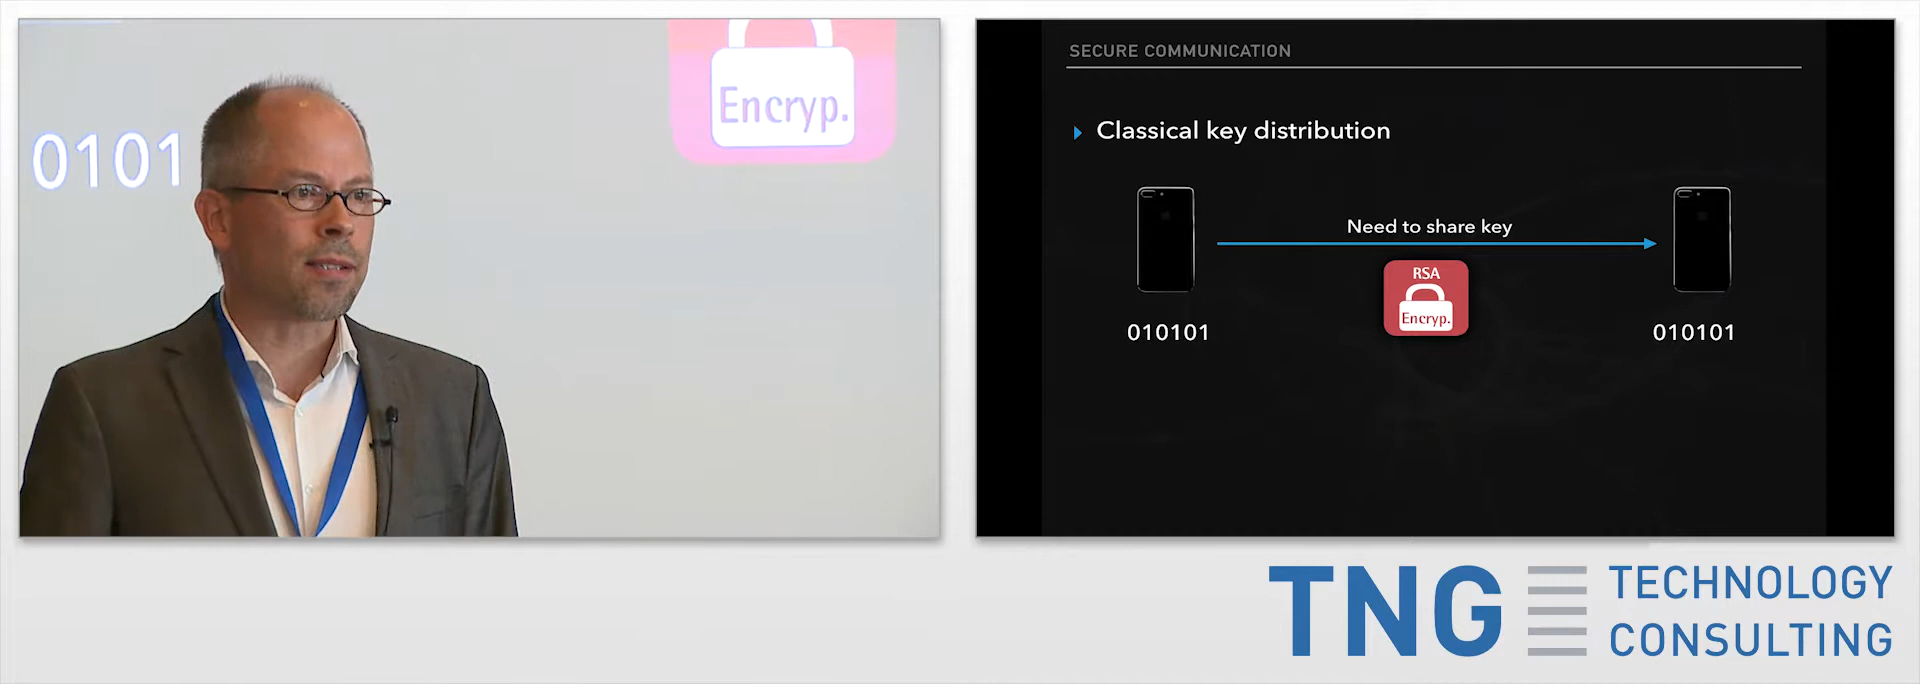 0101
Encryp.
SECURE COMMUNICATION
Classical key distribution
Need to share key
RSA
Encryp.
010101
010101
TNG TECHNOLOGY
CONSULTING